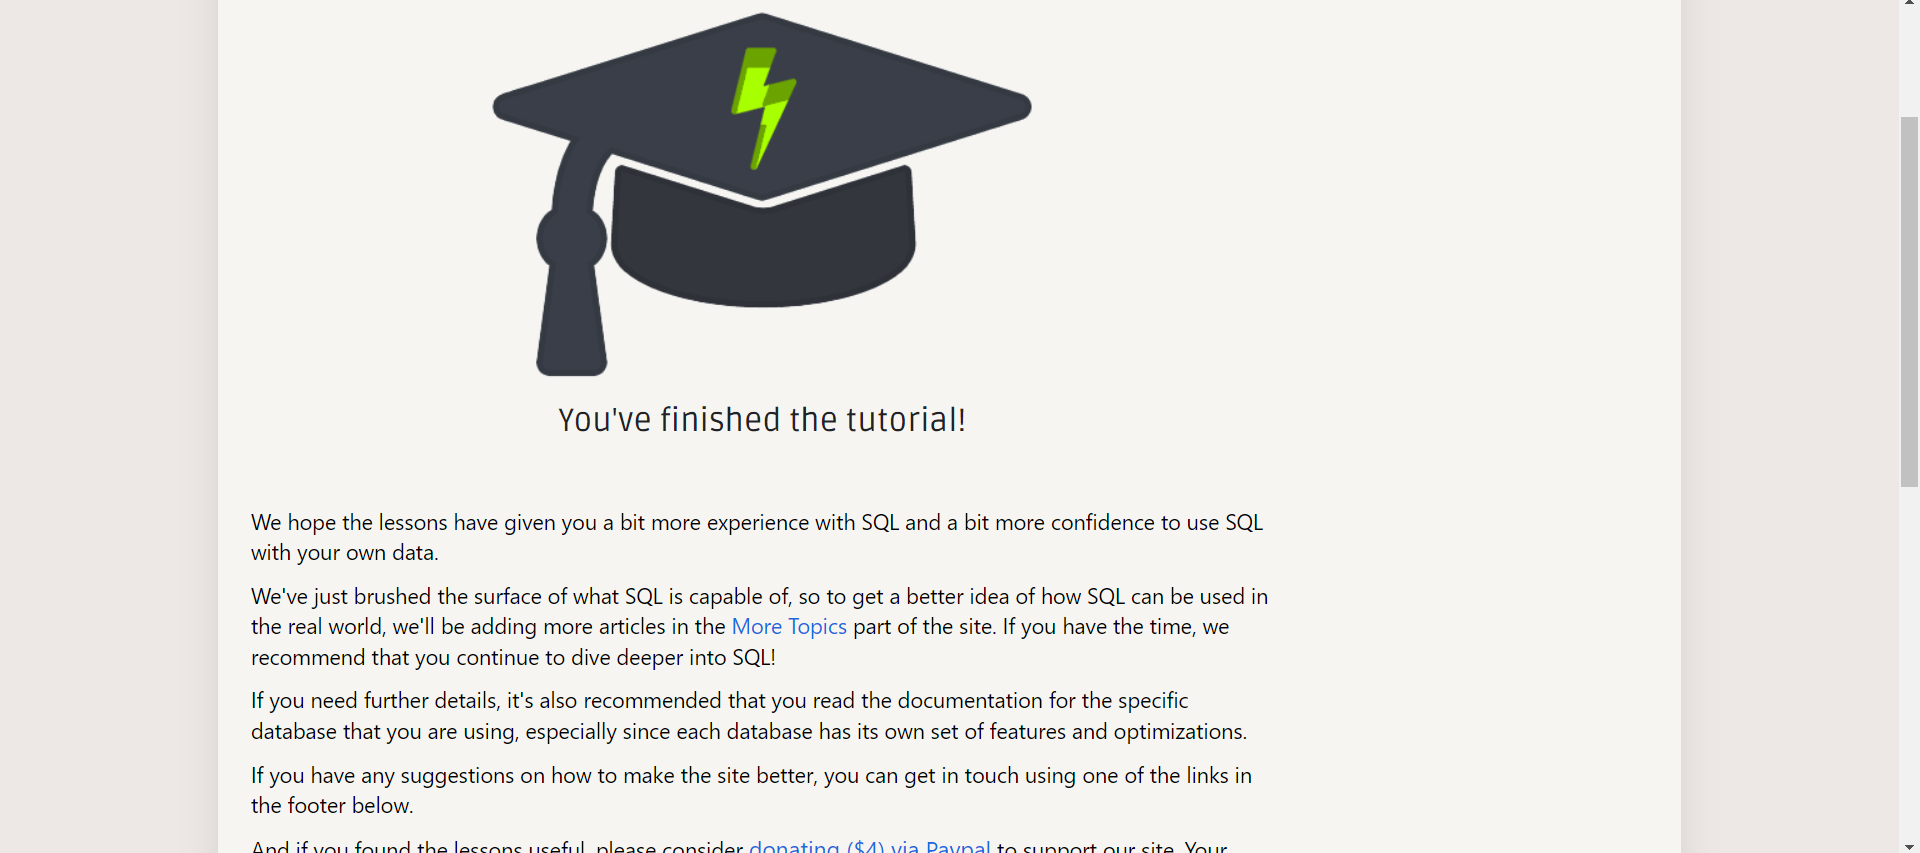 You've finished the tutorial!
We hope the lessons have given you a bit more experience with SQL and a bit more confidence to use SQL
with your own data.
We've just brushed the surface of what SQL is capable of, so to get a better idea of how SQL can be used in
the real world, we'll be adding more articles in the More Topics part of the site. If you have the time, we
recommend that you continue to dive deeper into SQL!
If you need further details, it's also recommended that you read the documentation for the specific
database that you are using, especially since each database has its own set of features and optimizations.
If you have any suggestions on how to make the site better, you can get in touch using one of the links in
the footer below.
And if you found the lessons useful, please consider donating ($4) via Paypal to support our site. Your